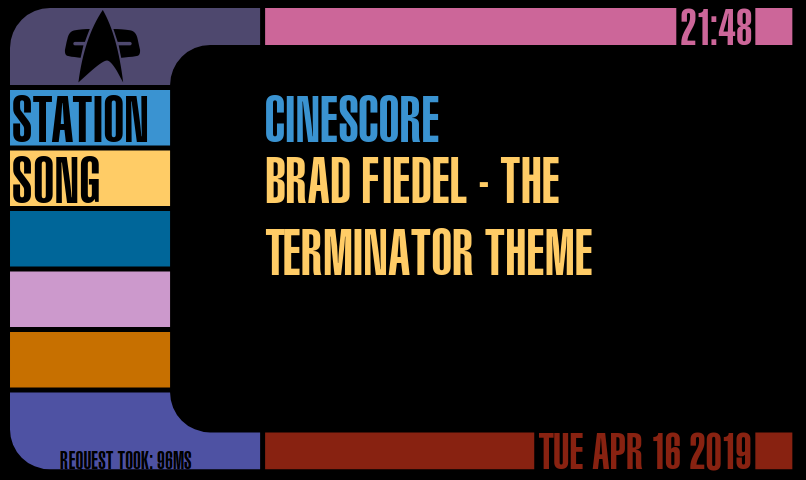 21:48
STATION
CINESCORE
SONG
BRAD FIEDEL - THE
TERMINATOR THEME
REQUEST TOOK: 96MS
TUE APR 16 2019